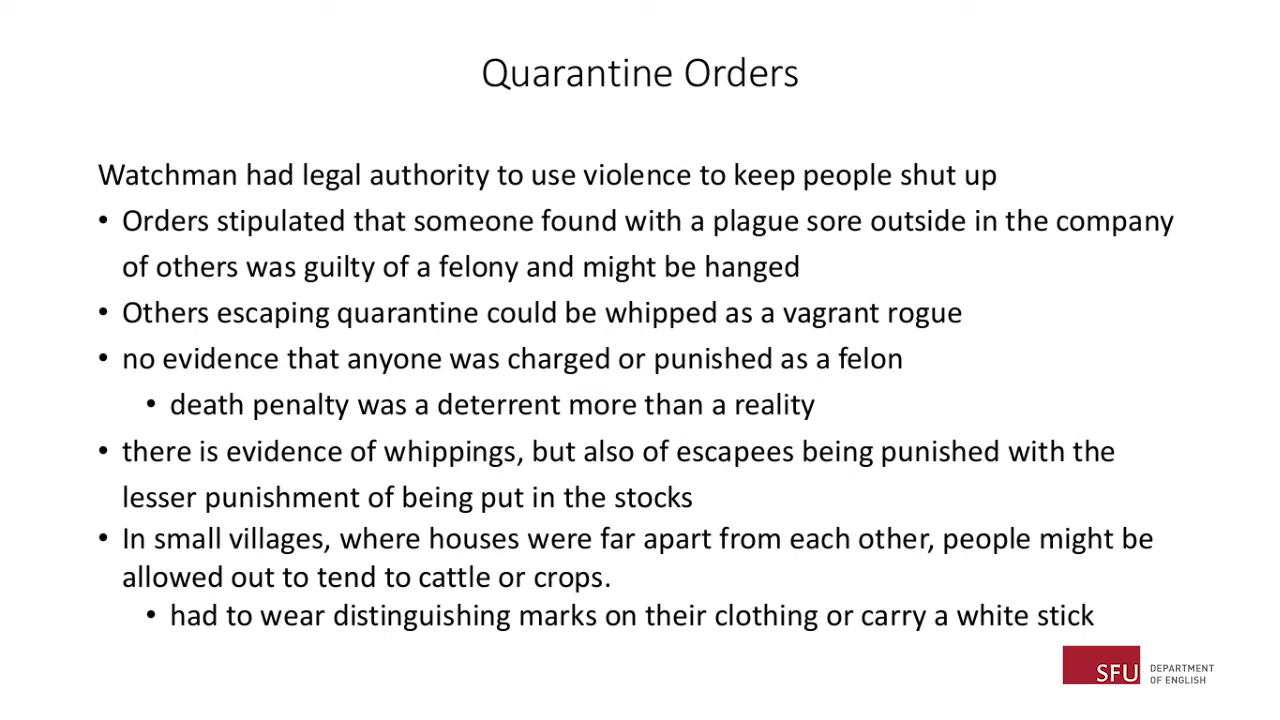 Quarantine Orders
Watchman had legal authority to use violence to keep people shut up
• Orders stipulated that someone found with a plague sore outside in the company
of others was guilty of a felony and might be hanged
• Others escaping quarantine could be whipped as a vagrant rogue
• no evidence that anyone was charged or punished as a felon
• death penalty was a deterrent more than a reality
• there is evidence of whippings, but also of escapees being punished with the
lesser punishment of being put in the stocks
• In small villages, where houses were far apart from each other, people might be
allowed out to tend to cattle or crops.
• had to wear distinguishing marks on their clothing or carry a white stick
SFU
DEPARTMENT
OF ENGLISH